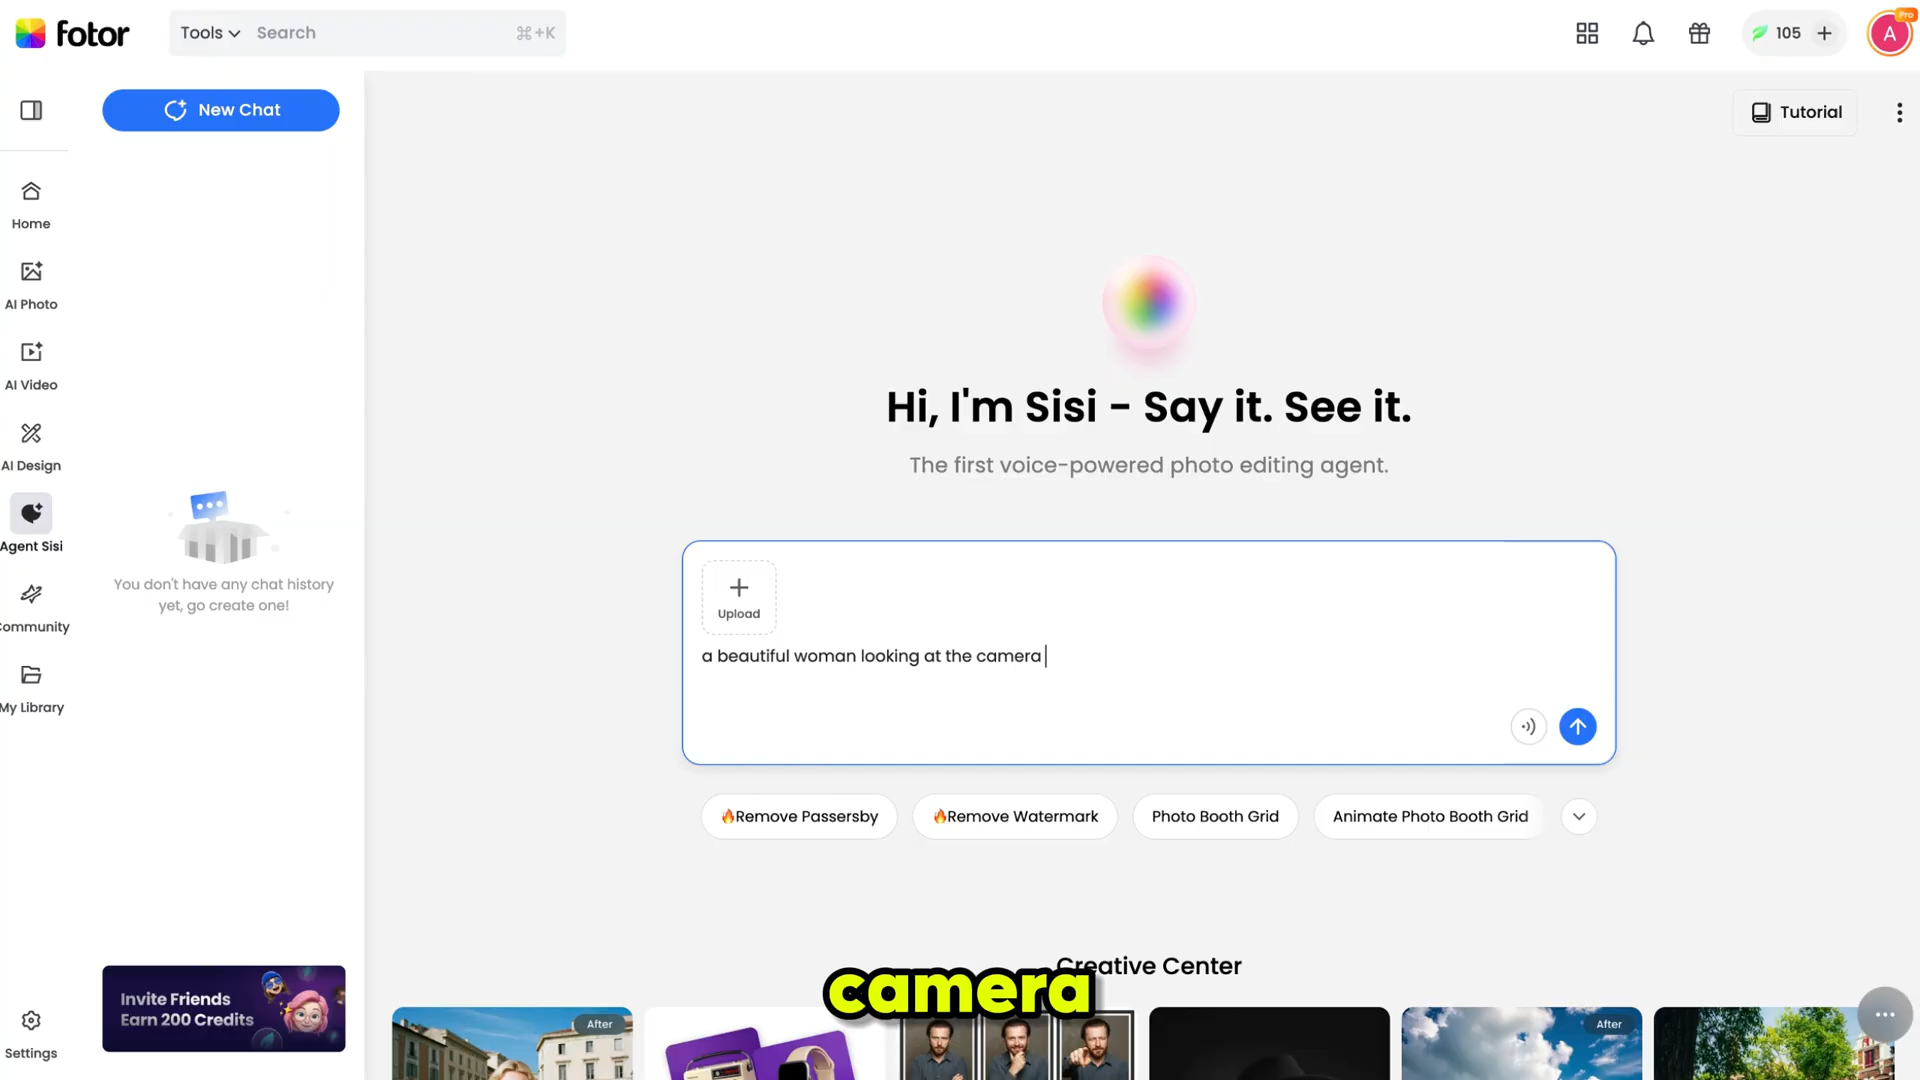 fotor
Tools
Search
⌘+K
105
Pro
A
New Chat
Tutorial
Home
AI Photo
AI Video
AI Design
Agent Sisi
ommunity
My Library
Settings
You don't have any chat history
yet, go create one!
Invite Friends
Earn 200 Credits
Hi, I'm Sisi - Say it. See it.
The first voice-powered photo editing agent.
Upload
a beautiful woman looking at the camera
Remove Passersby
Remove Watermark
Photo Booth Grid
Animate Photo Booth Grid
Creative Center
camera
After
After